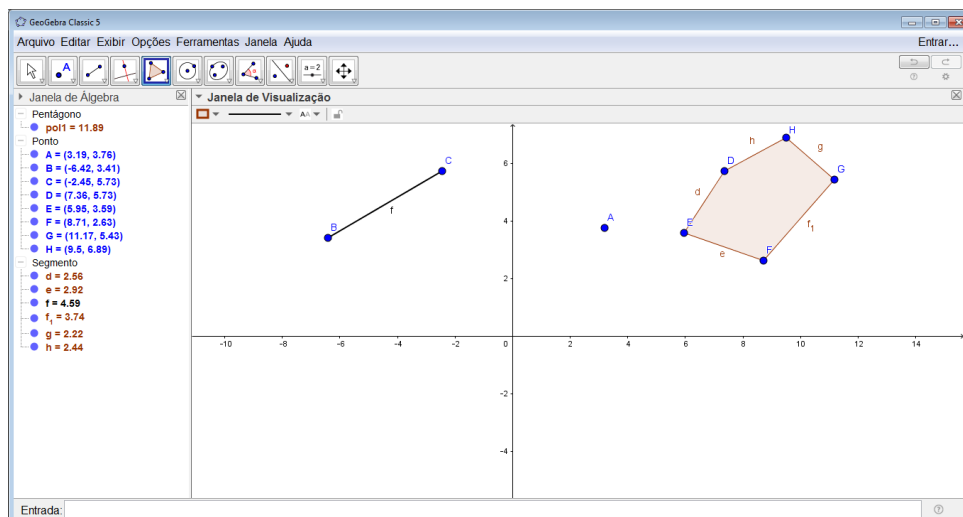 GeoGebra Classic 5
Arquivo Editar Exibir Opções Ferramentas Janela Ajuda
Entrar...
A
a=2
Janela de Álgebra
Janela de Visualização
AA
Pentágono
pol1 = 11.89
Ponto
A = (3.19, 3.76)
B = (-6.42, 3.41)
C = (-2.45, 5.73)
D = (7.36, 5.73)
E = (5.95, 3.59)
F = (8.71, 2.63)
G = (11.17, 5.43)
H = (9.5, 6.89)
Segmento
d = 2.56
e = 2.92
f = 4.59
f₁ = 3.74
g = 2.22
h = 2.44
H
h
g
6
C
D
G
d
f
B
4
A
E
f₁
e
F
2
-10 -8 -6 -4 -2 0 2 4 6 8 10 12 14
-2
-4
Entrada: